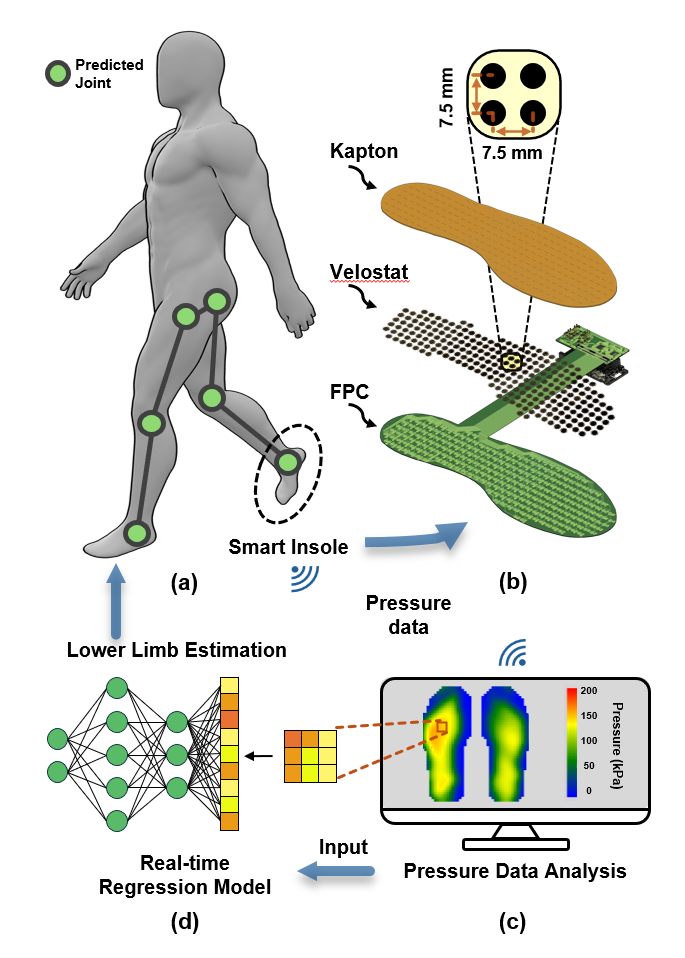 Predicted
Joint
7.5 mm
7.5 mm
Kapton
Velostat
FPC
Smart Insole
(a)
(b)
Pressure
data
Lower Limb Estimation
200
150
100
50
0
Pressure (kPa)
Input
Real-time
Regression Model
Pressure Data Analysis
(d)
(c)